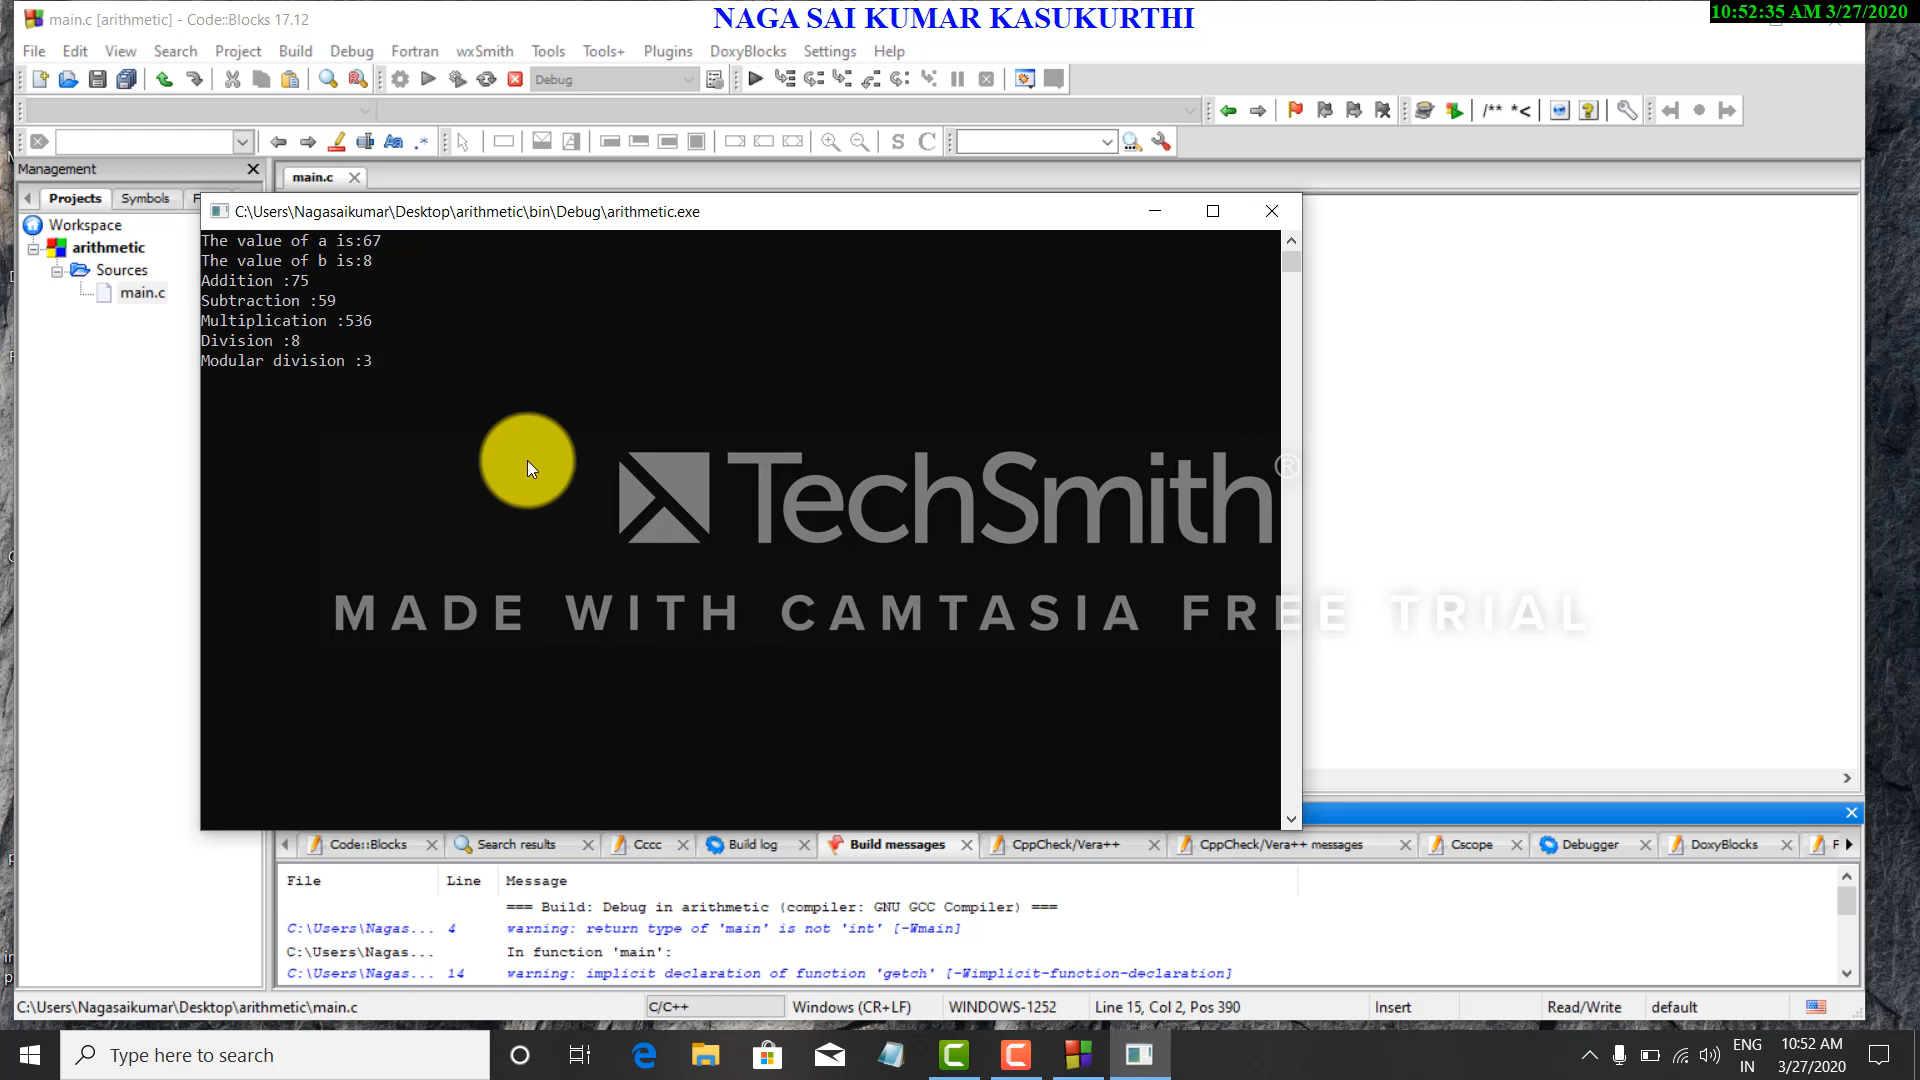 main.c [arithmetic] - Code::Blocks 17.12
NAGA SAI KUMAR KASUKURTHI
10:52:35 AM 3/27/2020
File Edit View Search Project Build Debug Fortran wxSmith Tools Tools+ Plugins DoxyBlocks Settings Help
Debug
/** *<
S C
Management
main.c
Projects Symbols F
Workspace
arithmetic
Sources
main.c
C:\Users\Nagasaikumar\Desktop\arithmetic\bin\Debug\arithmetic.exe
The value of a is:67
The value of b is:8
Addition :75
Subtraction :59
Multiplication :536
Division :8
Modular division :3
TechSmith®
MADE WITH CAMTASIA FREE TRIAL
Code::Blocks Search results Cccc Build log Build messages CppCheck/Vera++ CppCheck/Vera++ messages Cscope Debugger DoxyBlocks F
File Line Message
=== Build: Debug in arithmetic (compiler: GNU GCC Compiler) ===
C:\Users\Nagas... 4 warning: return type of 'main' is not 'int' [-Wmain]
C:\Users\Nagas... In function 'main':
C:\Users\Nagas... 14 warning: implicit declaration of function 'getch' [-Wimplicit-function-declaration]
C:\Users\Nagasaikumar\Desktop\arithmetic\main.c C/C++ Windows (CR+LF) WINDOWS-1252 Line 15, Col 2, Pos 390 Insert Read/Write default
Type here to search
ENG
IN
10:52 AM
3/27/2020